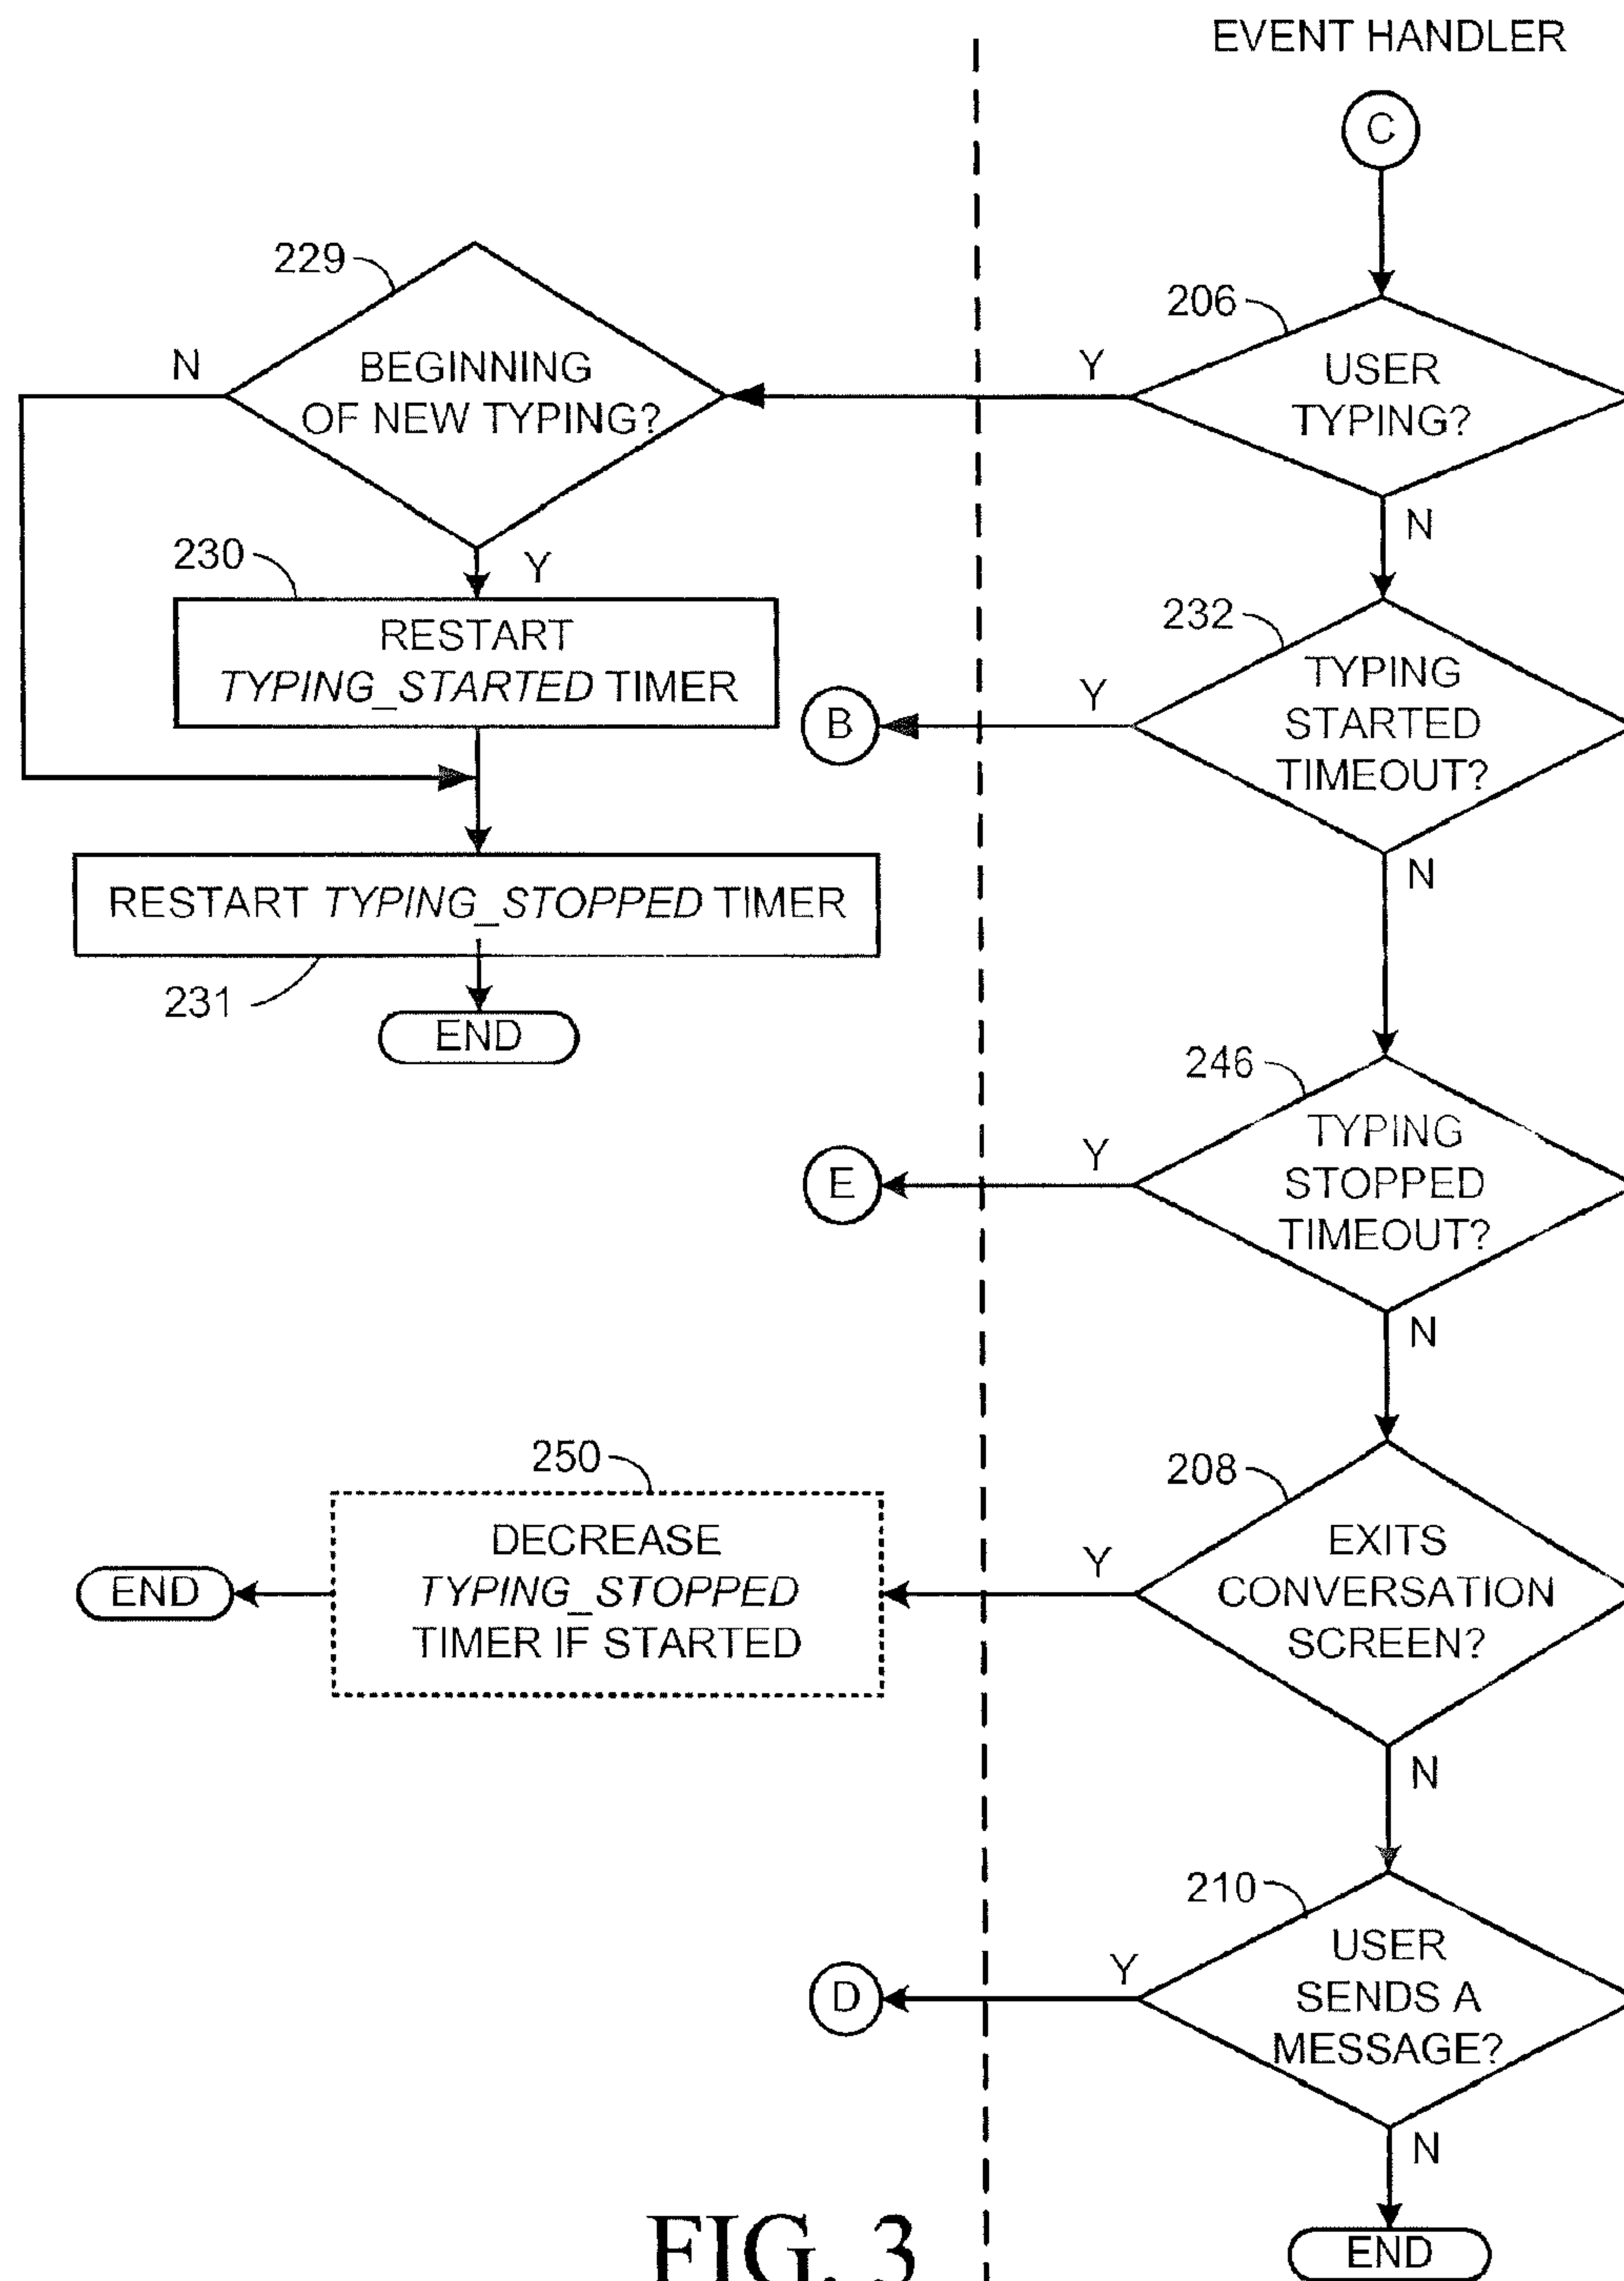 EVENT HANDLER
C
229
206
N
BEGINNING
OF NEW TYPING?
Y
USER
TYPING?
N
230
Y
RESTART
TYPING_STARTED TIMER
232
B
Y
TYPING
STARTED
TIMEOUT?
N
RESTART TYPING_STOPPED TIMER
231
END
246
E
Y
TYPING
STOPPED
TIMEOUT?
N
250
208
END
DECREASE
TYPING_STOPPED
TIMER IF STARTED
Y
EXITS
CONVERSATION
SCREEN?
N
210
D
Y
USER
SENDS A
MESSAGE?
N
END
FIG. 3